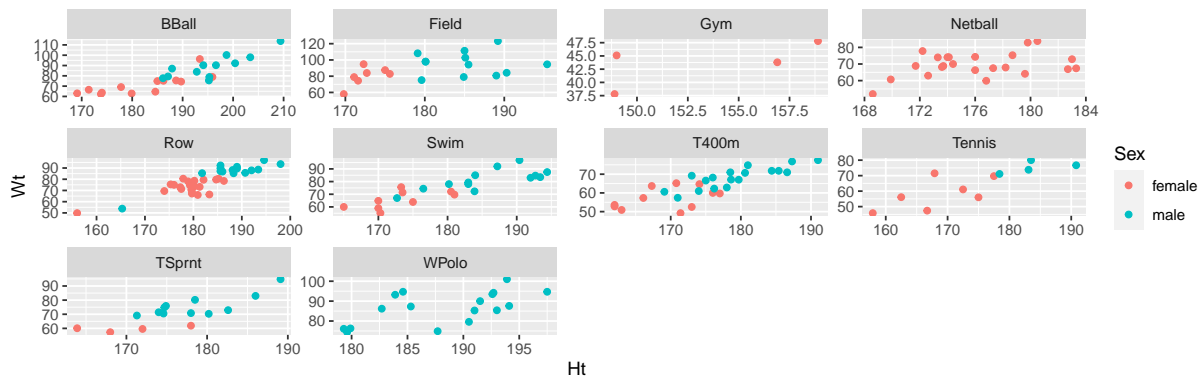 BBall Field Gym Netball
110
100
90
80
70
60
170 180 190 200 210
120
100
80
60
170 180 190
47.5
45.0
42.5
40.0
37.5
150.0 152.5 155.0 157.5
80
70
60
168 172 176 180 184
Row Swim T400m Tennis
90
80
70
60
50
160 170 180 190 200
90
80
70
60
170 180 190
70
60
50
170 180 190
80
70
60
50
160 170 180 190
TSprnt WPolo
90
80
70
60
170 180 190
100
90
80
180 185 190 195
Wt
Ht
Sex
female
male